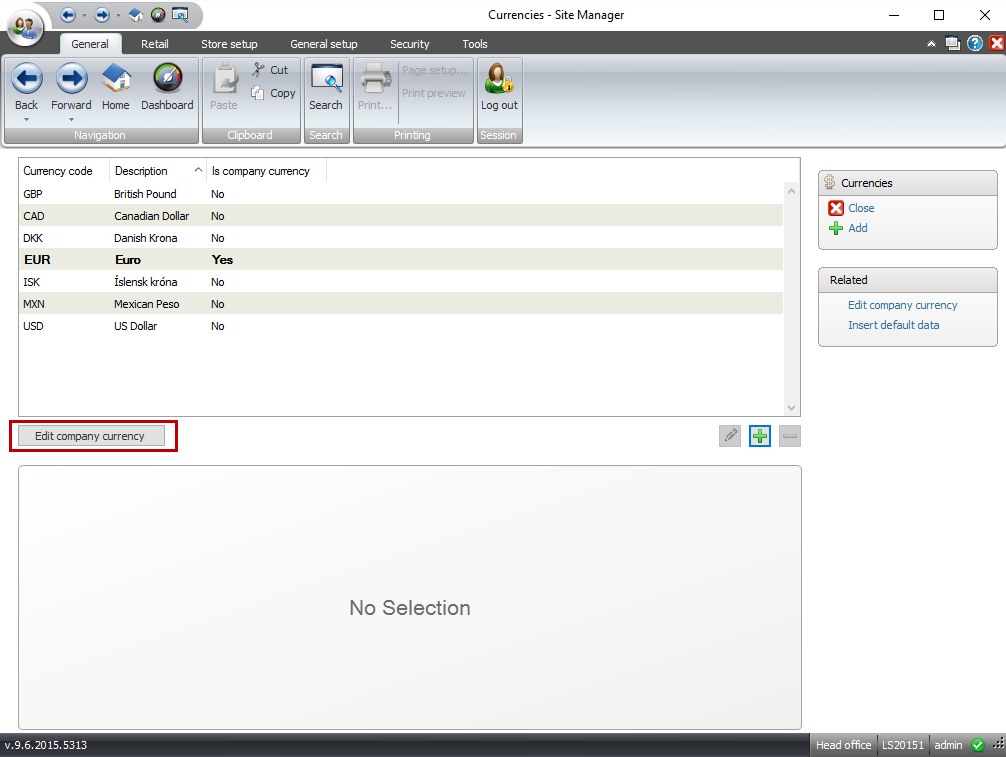 Currencies - Site Manager
General Retail Store setup General setup Security Tools
Back Forward Home Dashboard Paste Cut Copy Search Print... Page setup... Print preview Log out
Navigation Clipboard Search Printing Session
Currency code Description Is company currency
GBP British Pound No
CAD Canadian Dollar No
DKK Danish Krona No
EUR Euro Yes
ISK Íslensk króna No
MXN Mexican Peso No
USD US Dollar No
Currencies
Close
Add
Related
Edit company currency
Insert default data
Edit company currency
No Selection
v.9.6.2015.5313 Head office LS20151 admin